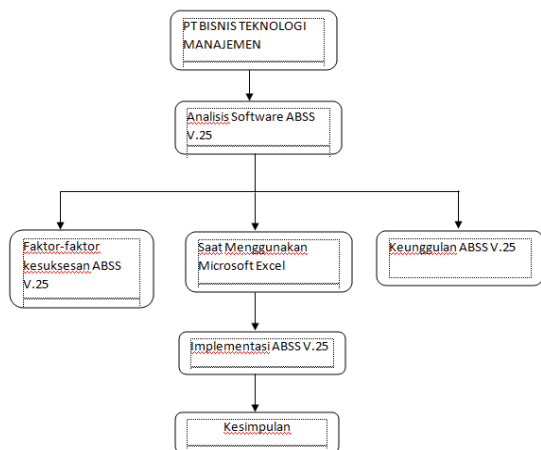 PT BISNIS TEKNOLOGI
MANAJEMEN
Analisis Software ABSS
V.25
Faktor-faktor
kesuksesan ABSS
V.25
Saat Menggunakan
Microsoft Excel
Keunggulan ABSS V.25
Implementasi ABSS V.25
Kesimpulan